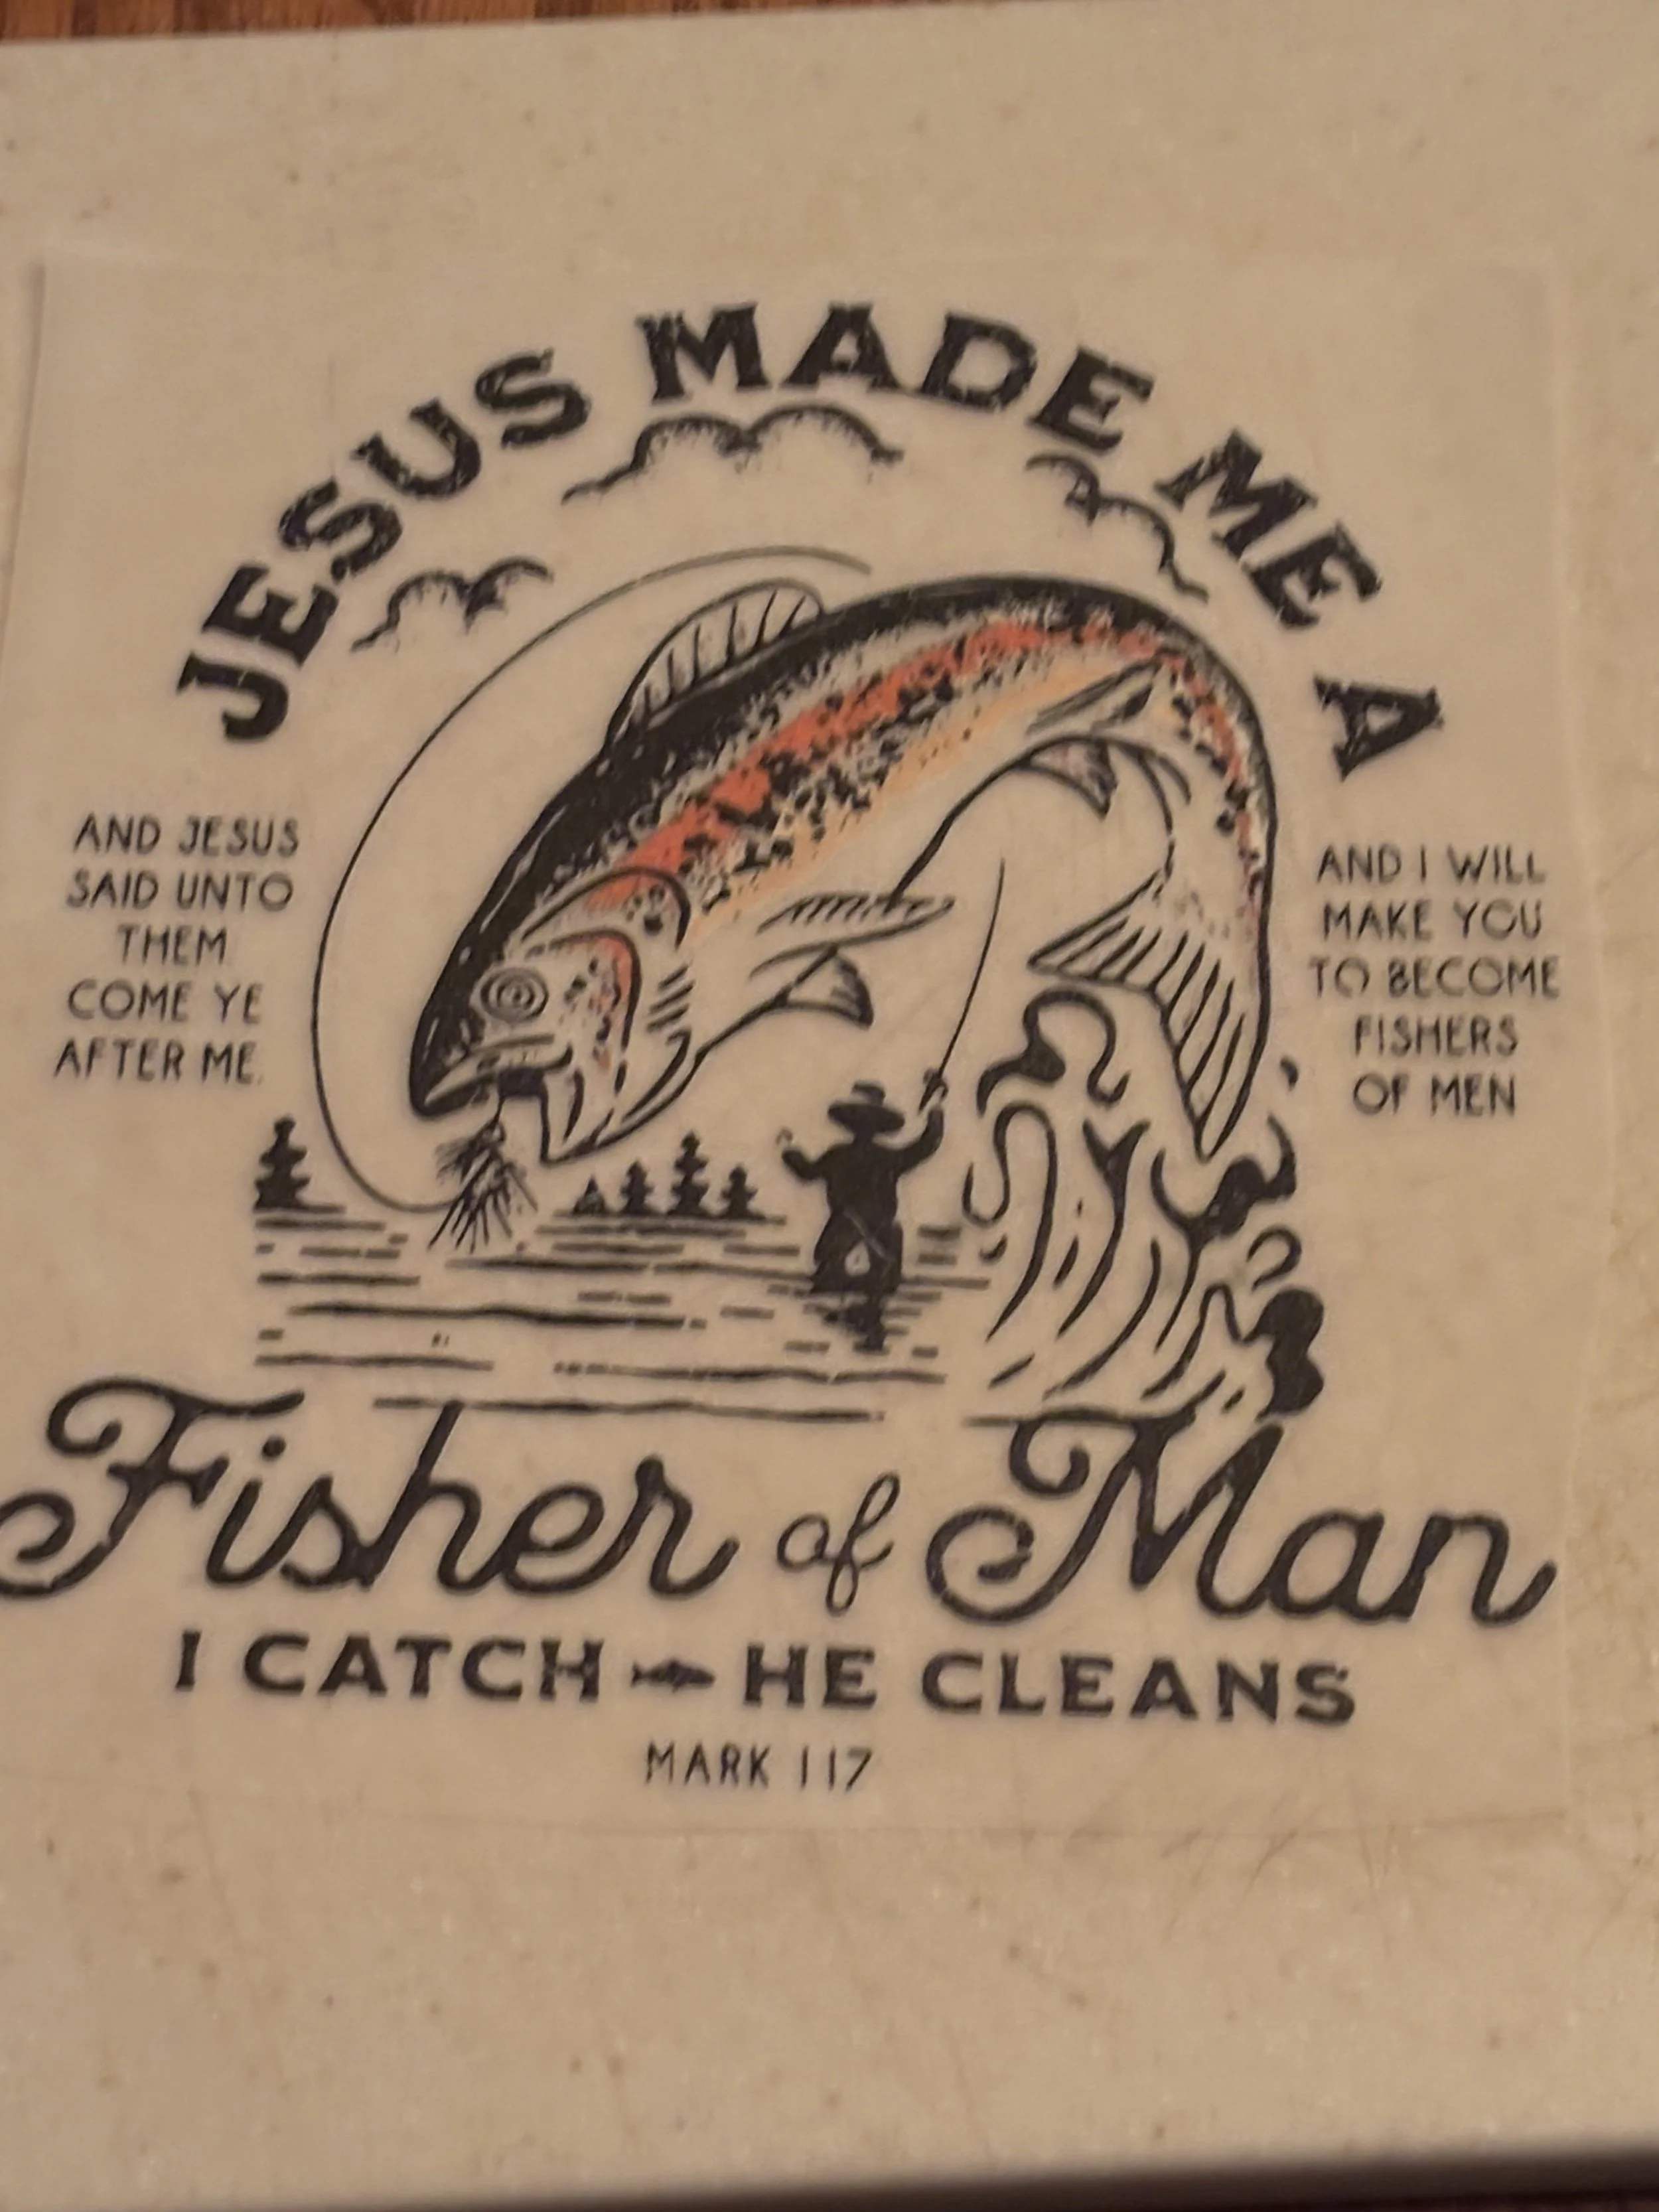 JESUS MADE ME A
AND JESUS
SAID UNTO
THEM
COME YE
AFTER ME.
AND I WILL
MAKE YOU
TO BECOME
FISHERS
OF MEN
Fisher of Man
I CATCH HE CLEANS
MARK 117